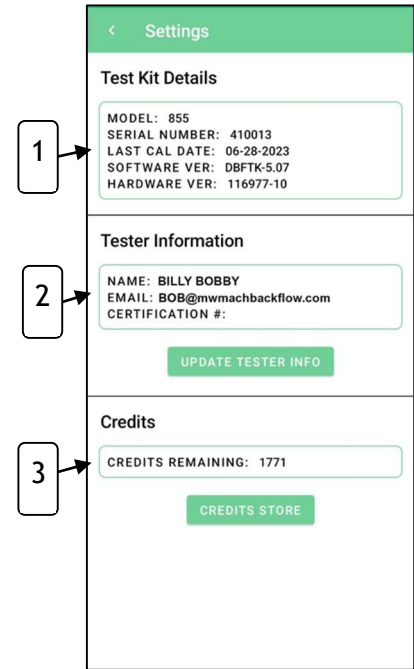 Settings
Test Kit Details
1
MODEL: 855
SERIAL NUMBER: 410013
LAST CAL DATE: 06-28-2023
SOFTWARE VER: DBFTK-5.07
HARDWARE VER: 116977-10
Tester Information
2
NAME: BILLY BOBBY
EMAIL: BOB@mwmachbackflow.com
CERTIFICATION #:
UPDATE TESTER INFO
Credits
3
CREDITS REMAINING: 1771
CREDITS STORE